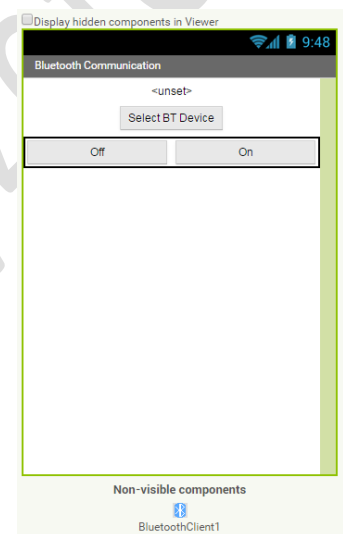 Display hidden components in Viewer
9:48
Bluetooth Communication
<unset>
Select BT Device
Off On
Non-visible components
BluetoothClient1